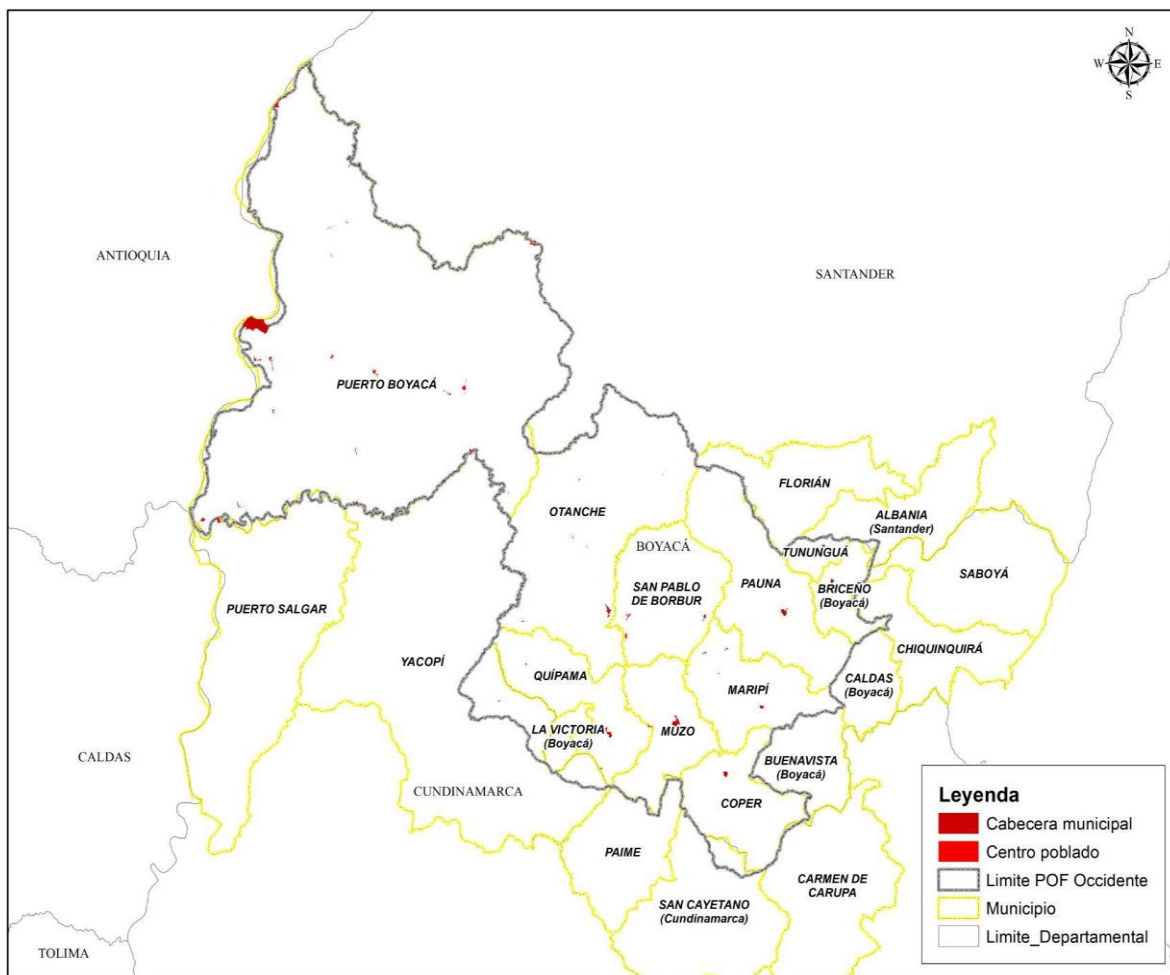 N
W E
S
ANTIOQUIA
SANTANDER
PUERTO BOYACÁ
FLORIÁN
OTANCHE
ALBANIA
(Santander)
BOYACÁ
TUNUNGUÁ
SABOYÁ
SAN PABLO
DE BORBUR
PAUNA
BRICEÑO
(Boyacá)
PUERTO SALGAR
CHIQUINQUIRÁ
YACOPÍ
QUÍPAMA
CALDAS
(Boyacá)
MARIPÍ
LA VICTORIA
(Boyacá)
MUZO
CALDAS
BUENAVISTA
(Boyacá)
CUNDINAMARCA
COPER
PAIME
CARMEN DE
CARUPA
SAN CAYETANO
(Cundinamarca)
TOLIMA
Leyenda
Cabecera municipal
Centro poblado
Limite POF Occidente
Municipio
Limite_Departamental